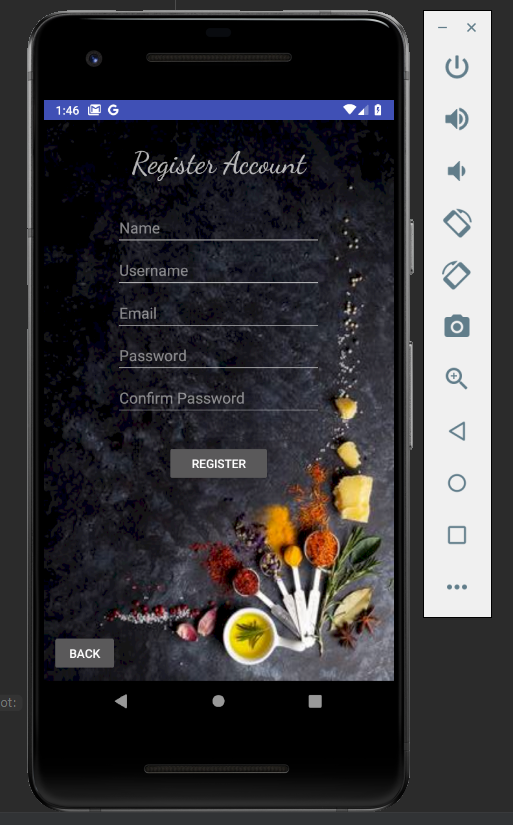 1:46 G
Register Account
Name
Username
Email
Password
Confirm Password
REGISTER
BACK
ot: